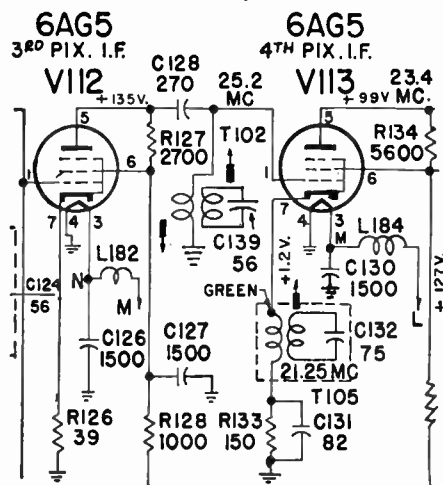 6AG5
3RD PIX. I.F.
V112
6AG5
4TH PIX. I.F.
V113
C128
270
25.2
MC
23.4
MC.
+135V.
+99V
5
5
R127
2700
T102
R134
5600
1
6
1
6
7
4
3
7
4
3
C139
56
L182
N
M
M
L184
C124
56
+1.2V.
C130
1500
L
+127V.
GREEN
C126
1500
C127
1500
C132
75
21.25 MC
T105
R126
39
R128
1000
R133
150
C131
82